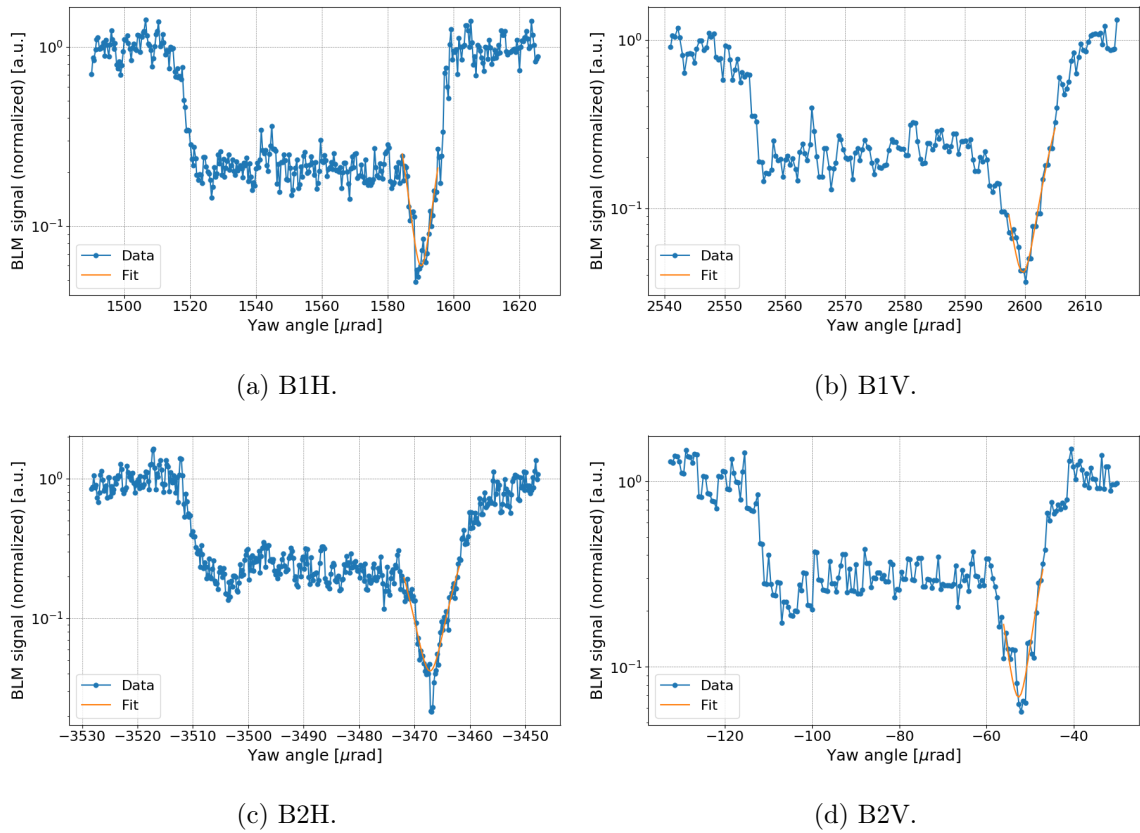 BLM signal (normalized) [a.u.]
10⁰
10⁻¹
Data
Fit
1500 1520 1540 1560 1580 1600 1620
Yaw angle [μrad]
(a) B1H.
BLM signal (normalized) [a.u.]
10⁰
10⁻¹
Data
Fit
2540 2550 2560 2570 2580 2590 2600 2610
Yaw angle [μrad]
(b) B1V.
BLM signal (normalized) [a.u.]
10⁰
10⁻¹
Data
Fit
−3530 −3520 −3510 −3500 −3490 −3480 −3470 −3460 −3450
Yaw angle [μrad]
(c) B2H.
BLM signal (normalized) [a.u.]
10⁰
10⁻¹
Data
Fit
−120 −100 −80 −60 −40
Yaw angle [μrad]
(d) B2V.